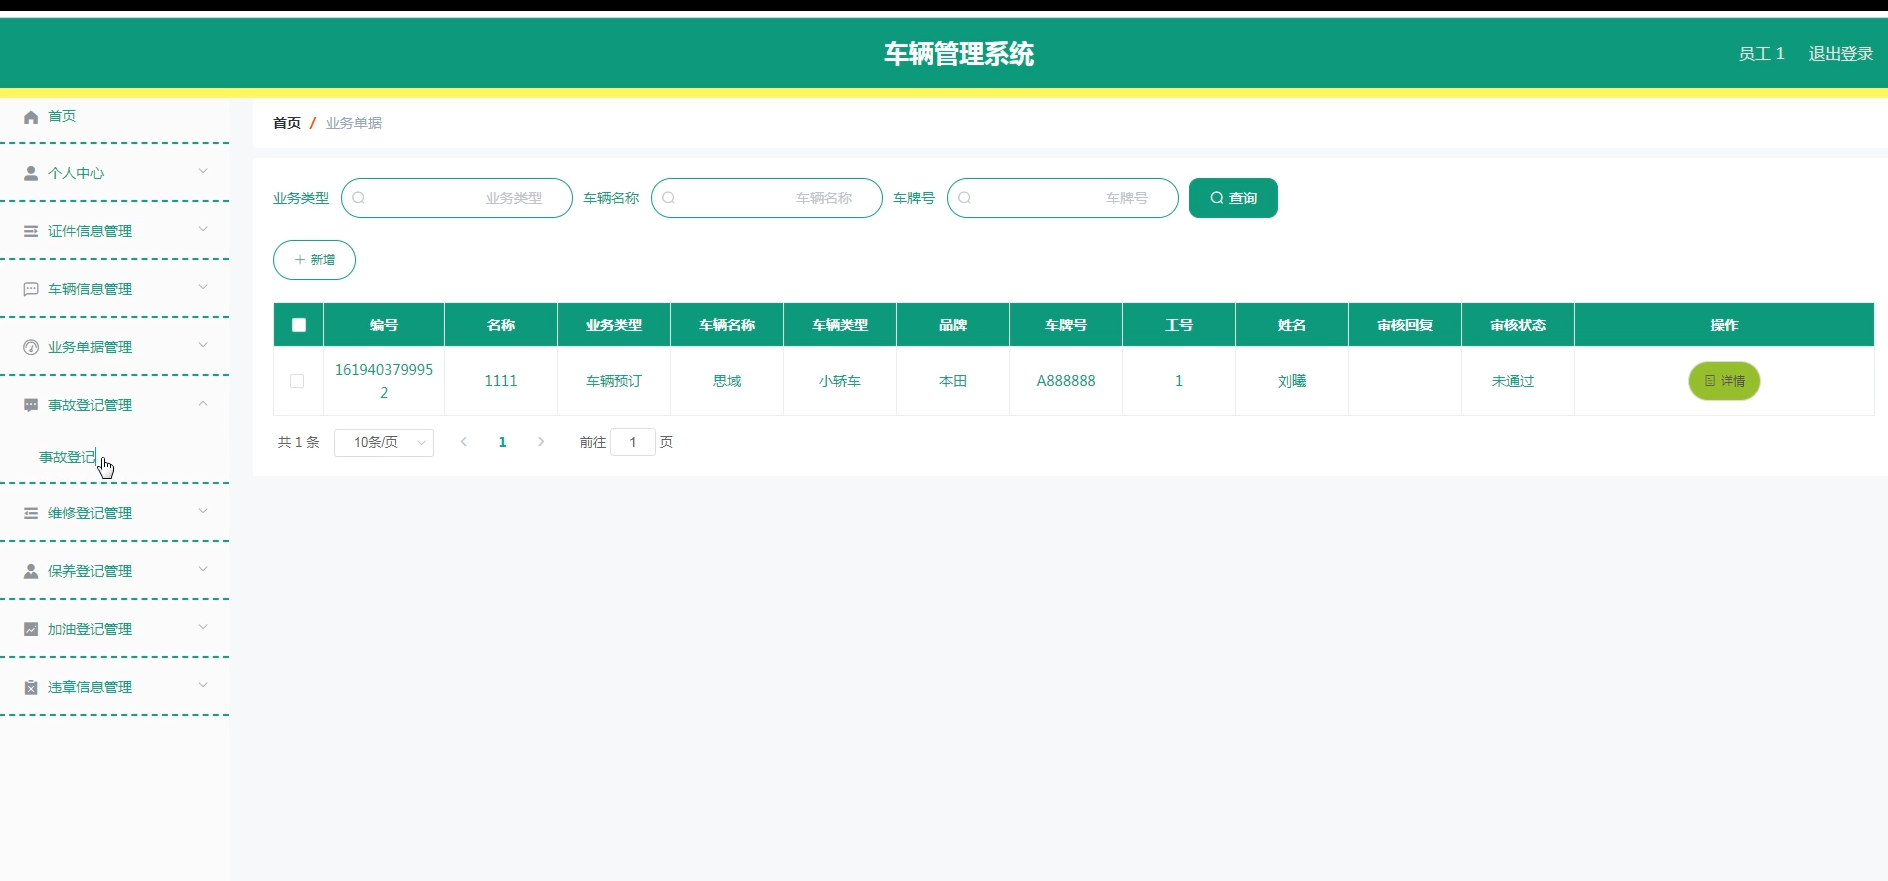 车辆管理系统
员工 1 退出登录
首页
个人中心
证件信息管理
车辆信息管理
业务单据管理
事故登记管理
事故登记
维修登记管理
保养登记管理
加油登记管理
违章信息管理
首页 / 业务单据
业务类型 业务类型 车辆名称 车辆名称 车牌号 车牌号 查询
新增
编号 名称 业务类型 车辆名称 车辆类型 品牌 车牌号 工号 姓名 审核回复 审核状态 操作
161940379995
2
1111 车辆预订 思域 小轿车 本田 A888888 1 刘曦 未通过 详情
共 1 条 10条/页 1 前往 1 页